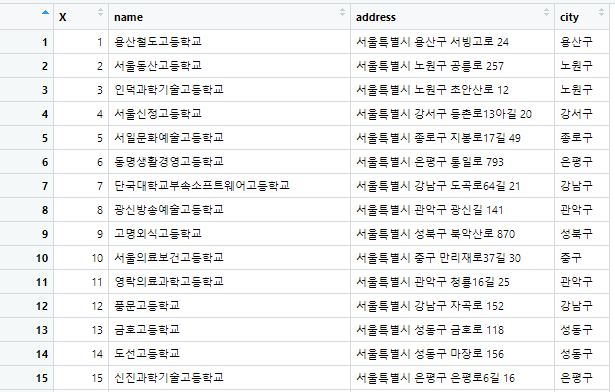 X name address city
1 1 용산철도고등학교 서울특별시 용산구 서빙고로 24 용산구
2 2 서울동산고등학교 서울특별시 노원구 공릉로 257 노원구
3 3 인덕과학기술고등학교 서울특별시 노원구 초안산로 12 노원구
4 4 서울신정고등학교 서울특별시 강서구 등촌로13아길 20 강서구
5 5 서일문화예술고등학교 서울특별시 종로구 지봉로17길 49 종로구
6 6 동명생활경영고등학교 서울특별시 은평구 통일로 793 은평구
7 7 단국대학교부속소프트웨어고등학교 서울특별시 강남구 도곡로64길 21 강남구
8 8 광신방송예술고등학교 서울특별시 관악구 광신길 141 관악구
9 9 고명외식고등학교 서울특별시 성북구 북악산로 870 성북구
10 10 서울의료보건고등학교 서울특별시 중구 만리재로37길 30 중구
11 11 영락의료과학고등학교 서울특별시 관악구 청룡16길 25 관악구
12 12 풍문고등학교 서울특별시 강남구 자곡로 152 강남구
13 13 금호고등학교 서울특별시 성동구 금호로 118 성동구
14 14 도선고등학교 서울특별시 성동구 마장로 156 성동구
15 15 신진과학기술고등학교 서울특별시 은평구 은평로6길 16 은평구